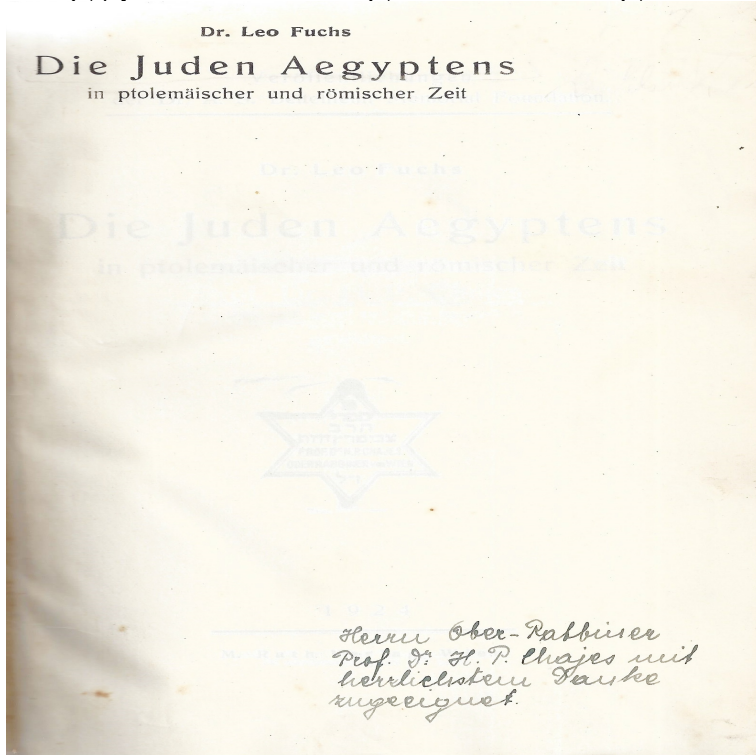 Dr. Leo Fuchs
Die Juden Aegyptens
in ptolemäischer und römischer Zeit
Dr. Leo Fuchs
Die Juden Aegyptens
in ptolemäischer und römischer Zeit
1924
Herrn Ober-Rabbiner
Prof. Dr. H. P. Chajes mit
herzlichstem Danke
zugeeignet.